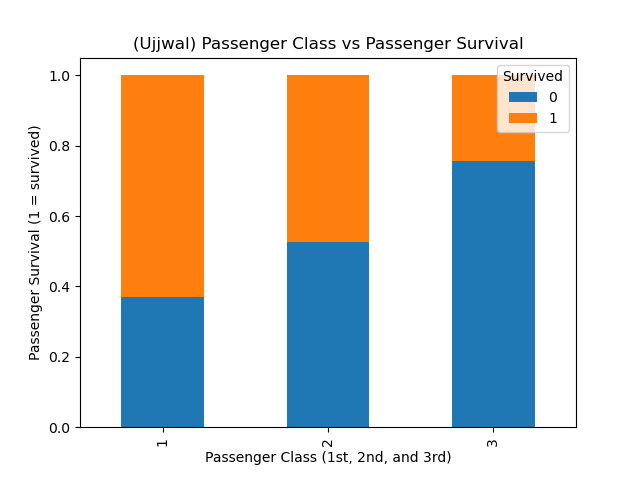 (Ujjwal) Passenger Class vs Passenger Survival
Passenger Survival (1 = survived)
1.0
0.8
0.6
0.4
0.2
0.0
Survived
0
1
1
2
3
Passenger Class (1st, 2nd, and 3rd)